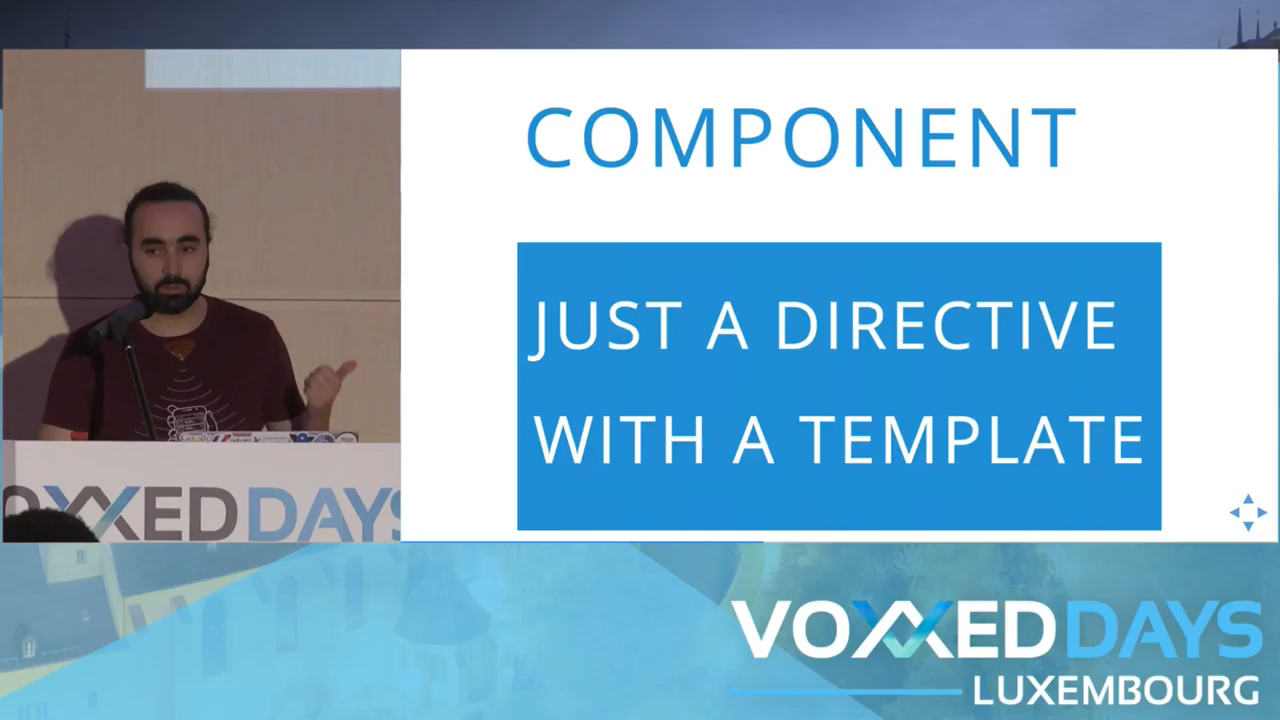 COMPONENT
JUST A DIRECTIVE
WITH A TEMPLATE
VOXXED DAYS
VOXXED DAYS
LUXEMBOURG